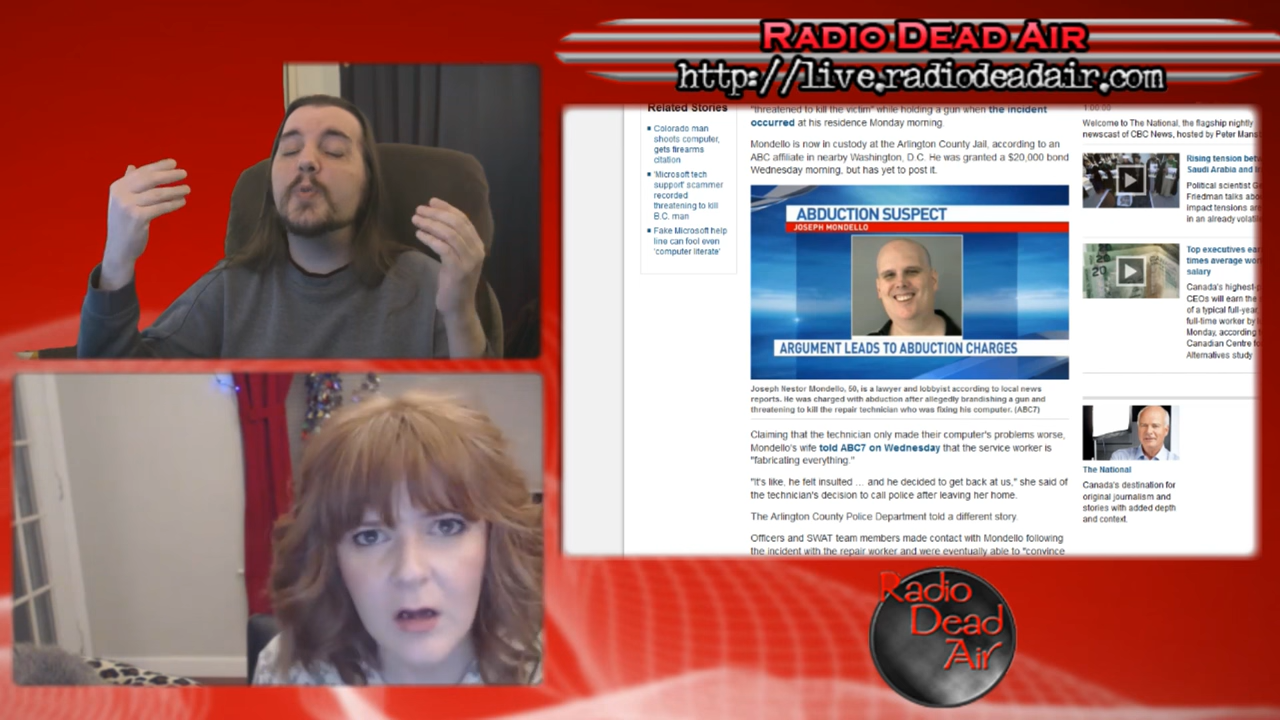 Radio Dead Air
http://live.radiodeadair.com
Related Stories
Colorado man
shoots computer,
gets firearms
citation
'Microsoft tech
support' scammer
recorded
threatening to kill
B.C. man
Fake Microsoft help
line can fool even
'computer literate'
"threatened to kill the victim" while holding a gun when the incident
occurred at his residence Monday morning.
Mondello is now in custody at the Arlington County Jail, according to an
ABC affiliate in nearby Washington, D.C. He was granted a $20,000 bond
Wednesday morning, but has yet to post it.
ABDUCTION SUSPECT
JOSEPH MONDELLO
ARGUMENT LEADS TO ABDUCTION CHARGES
Joseph Nestor Mondello, 50, is a lawyer and lobbyist according to local news
reports. He was charged with abduction after allegedly brandishing a gun and
threatening to kill the repair technician who was fixing his computer. (ABC7)
Claiming that the technician only made their computer's problems worse,
Mondello's wife told ABC7 on Wednesday that the service worker is
"fabricating everything."
"It's like, he felt insulted ... and he decided to get back at us," she said of
the technician's decision to call police after leaving her home.
The Arlington County Police Department told a different story.
Officers and SWAT team members made contact with Mondello following
the incident with the repair worker and were eventually able to "convince
1:00:00
Welcome to The National, the flagship nightly
newscast of CBC News, hosted by Peter
Rising tension
Saudi Arabia and
Political scientist
Friedman talks
impact tensions are
in an already
Top executives
times average
salary
Canada's
CEOs will earn the
of a typical full-year,
full-time worker by
Monday, according
Canadian Centre
Alternatives study
The National
Canada's destination for
original journalism and
stories with added depth
and context.
Radio
Dead
Air